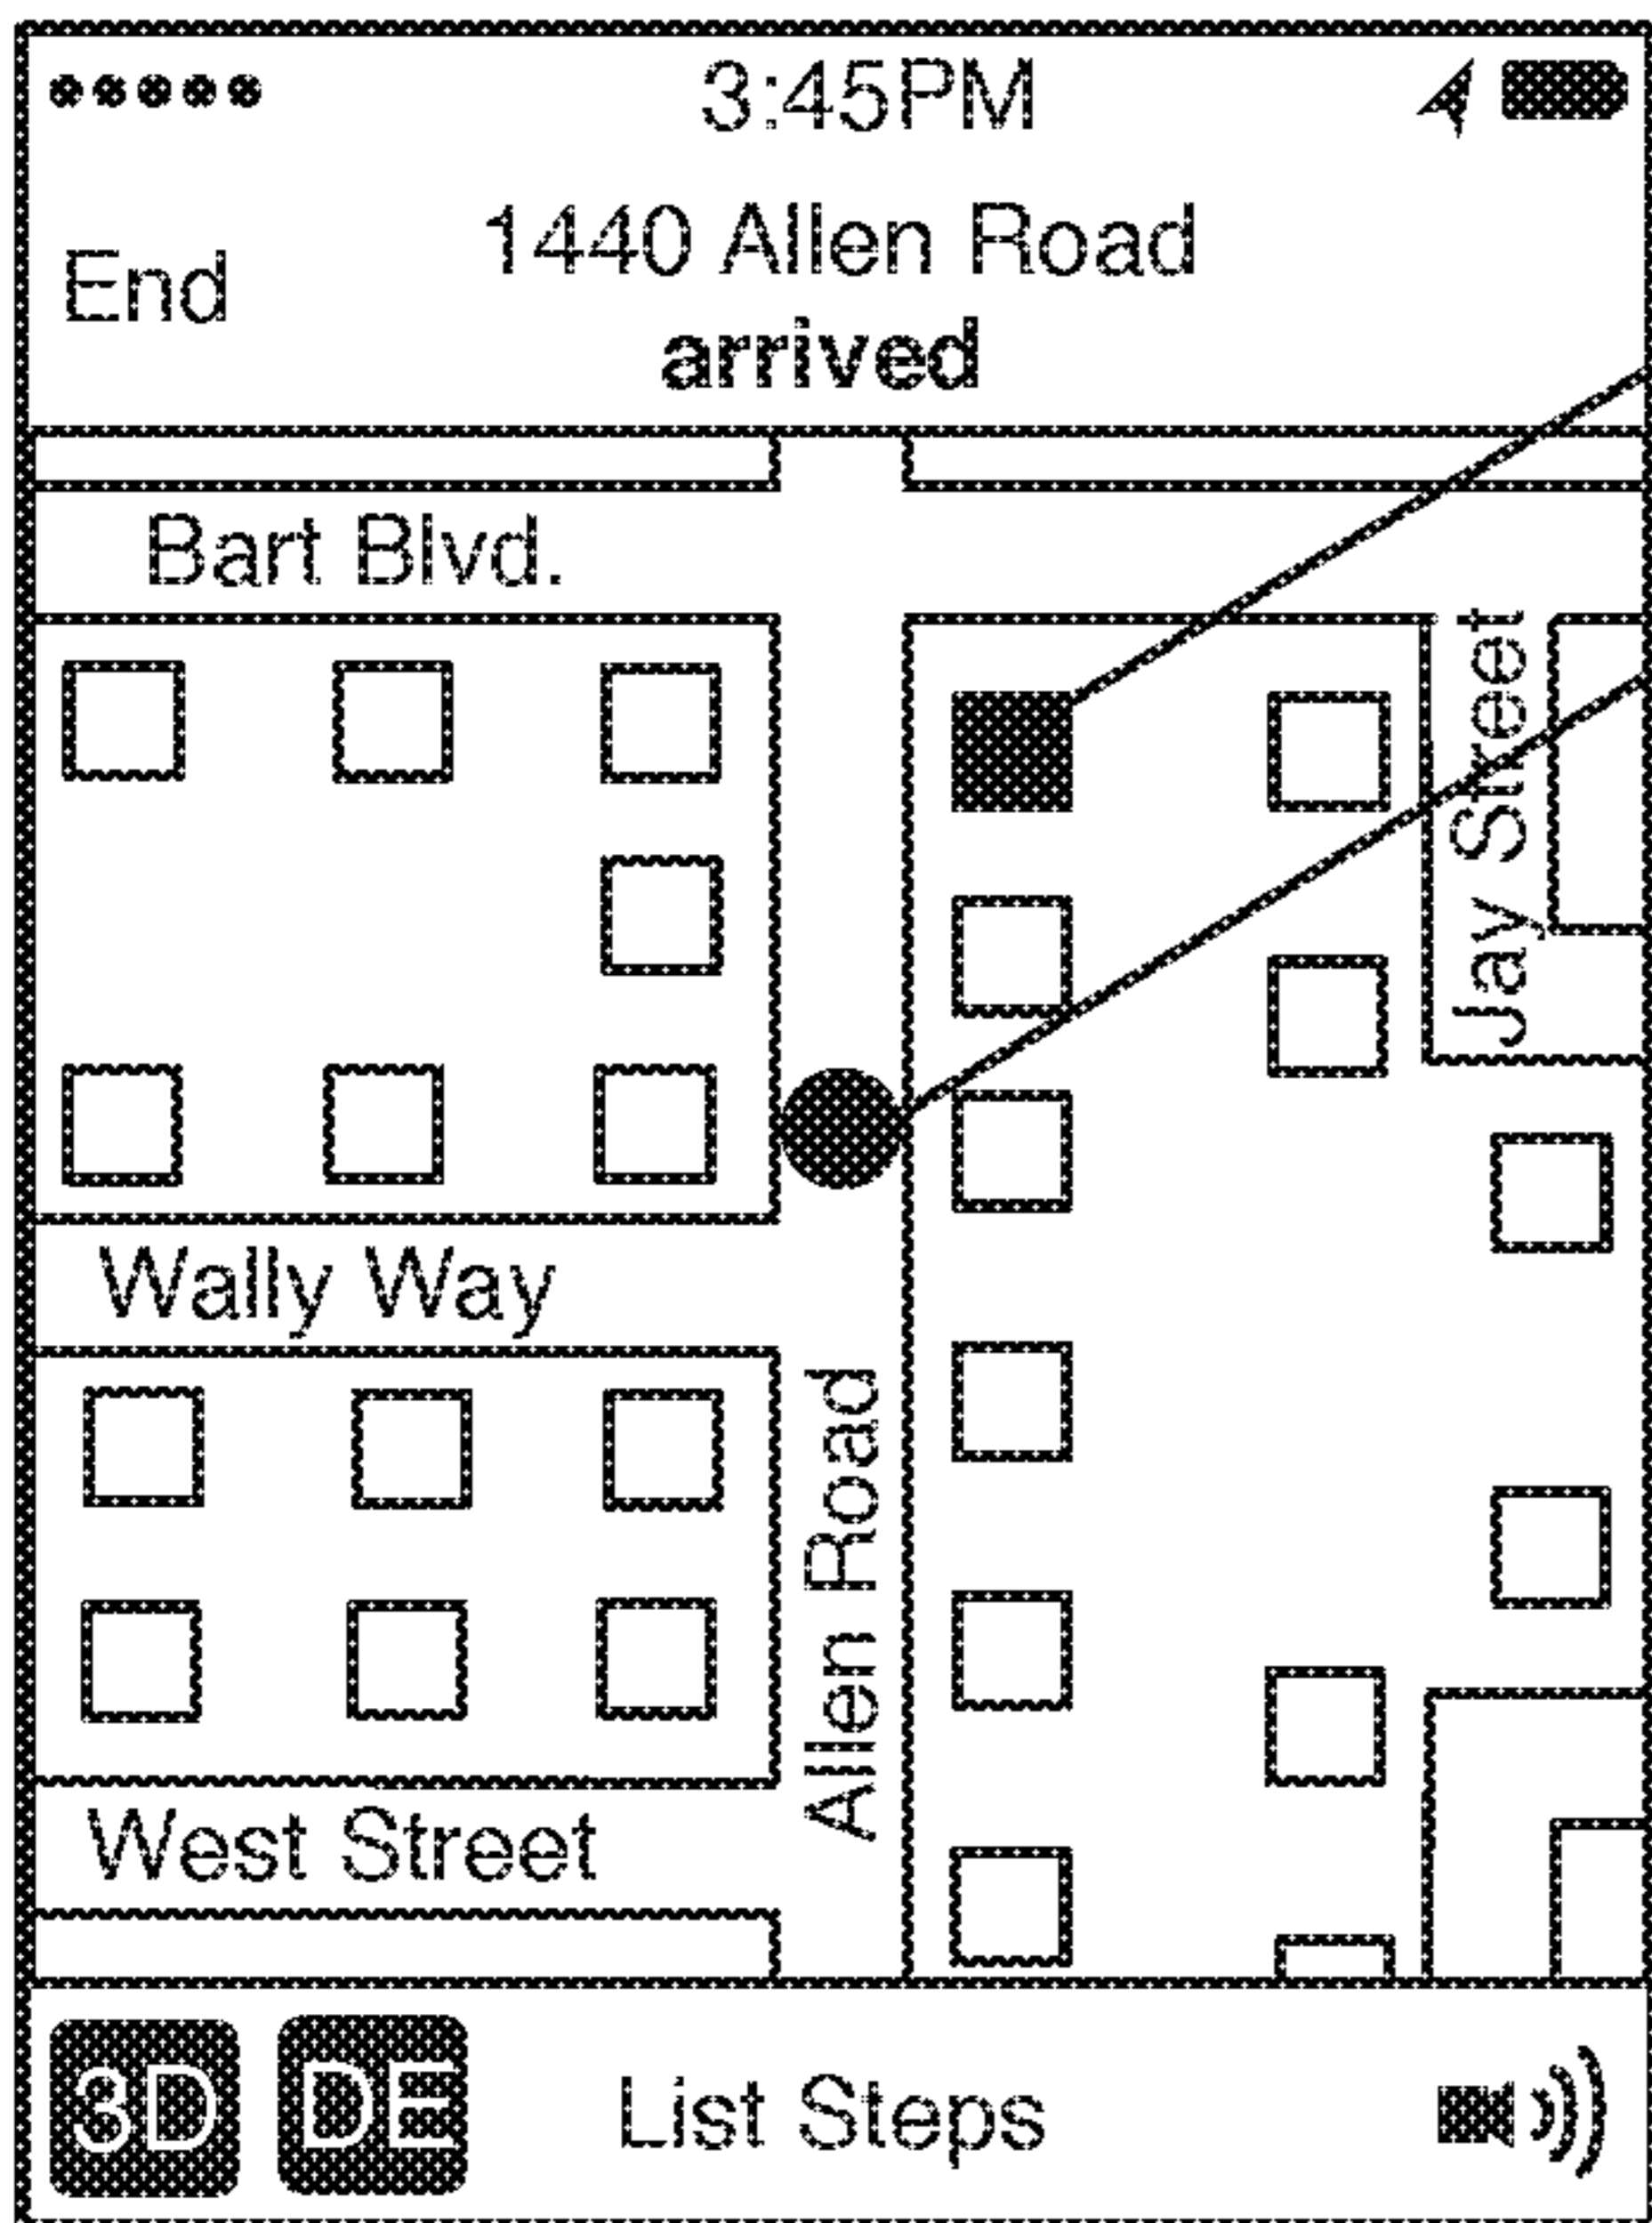 3:45PM
1440 Allen Road
End
arrived
Bart Blvd.
Jay Street
Wally Way
Allen Road
West Street
3D DE List Steps